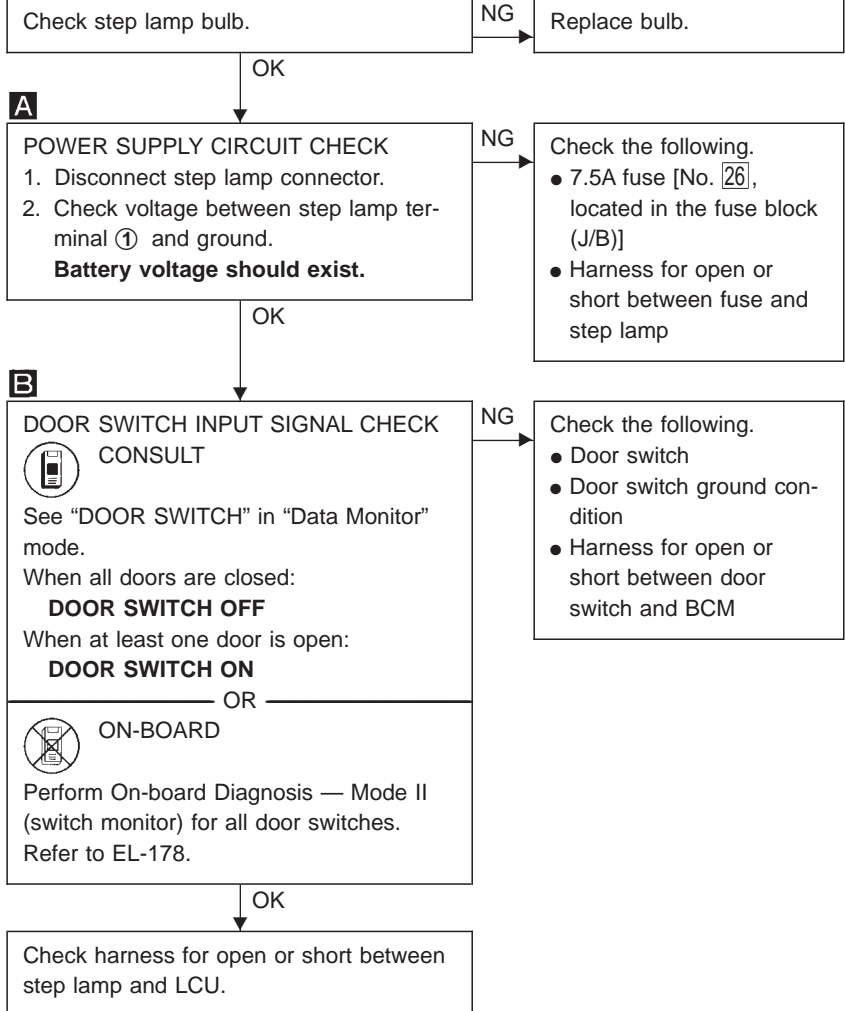 Check step lamp bulb.
NG
Replace bulb.
OK
A
POWER SUPPLY CIRCUIT CHECK
1. Disconnect step lamp connector.
2. Check voltage between step lamp ter-
minal ① and ground.
Battery voltage should exist.
NG
Check the following.
● 7.5A fuse [No. 26,
located in the fuse block
(J/B)]
● Harness for open or
short between fuse and
step lamp
OK
B
DOOR SWITCH INPUT SIGNAL CHECK
CONSULT
See “DOOR SWITCH” in “Data Monitor”
mode.
When all doors are closed:
DOOR SWITCH OFF
When at least one door is open:
DOOR SWITCH ON
OR
ON-BOARD
Perform On-board Diagnosis — Mode II
(switch monitor) for all door switches.
Refer to EL-178.
NG
Check the following.
● Door switch
● Door switch ground con-
dition
● Harness for open or
short between door
switch and BCM
OK
Check harness for open or short between
step lamp and LCU.